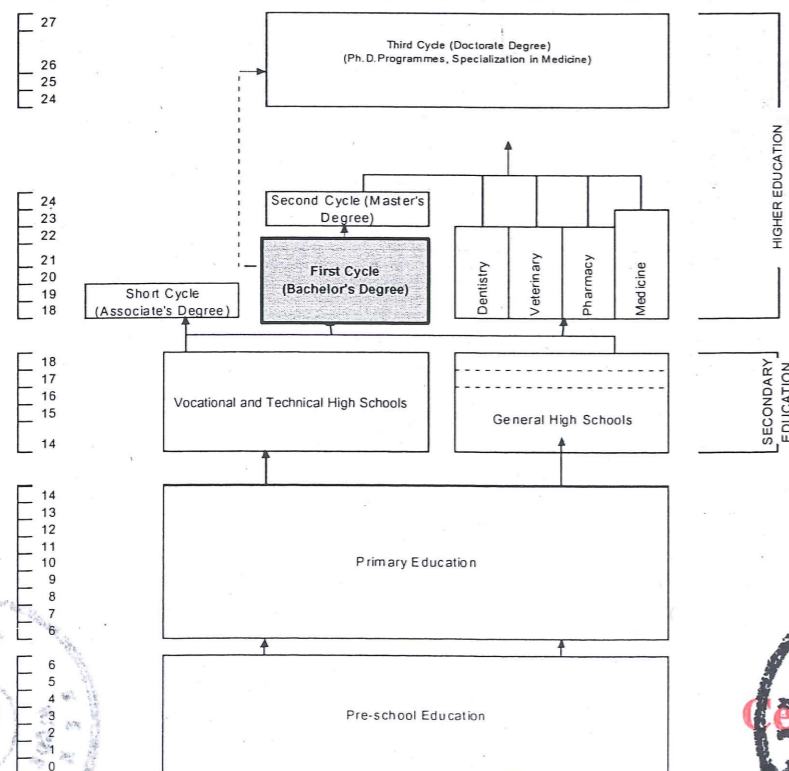 27
26
25
24
Third Cycle (Doctorate Degree)
(Ph.D. Programmes, Specialization in Medicine)
HIGHER EDUCATION
24
23
22
21
20
19
18
Second Cycle (Master's
Degree)
First Cycle
(Bachelor's Degree)
Short Cycle
(Associate's Degree)
Dentistry
Veterinary
Pharmacy
Medicine
18
17
16
15
14
Vocational and Technical High Schools
General High Schools
SECONDARY
EDUCATION
14
13
12
11
10
9
8
7
6
Primary Education
6
5
4
3
2
1
0
Pre-school Education